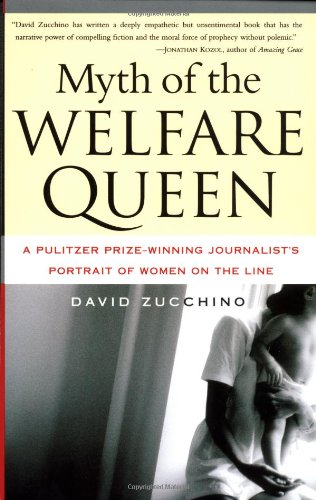 "David Zucchino has written a deeply empathetic but unsentimental book that has the
narrative power of compelling fiction and the moral force of prophecy without polemic."
—JONATHAN KOZOL, author of Amazing Grace
Myth of the
WELFARE
QUEEN
A PULITZER PRIZE-WINNING JOURNALIST'S
PORTRAIT OF WOMEN ON THE LINE
DAVID ZUCCHINO